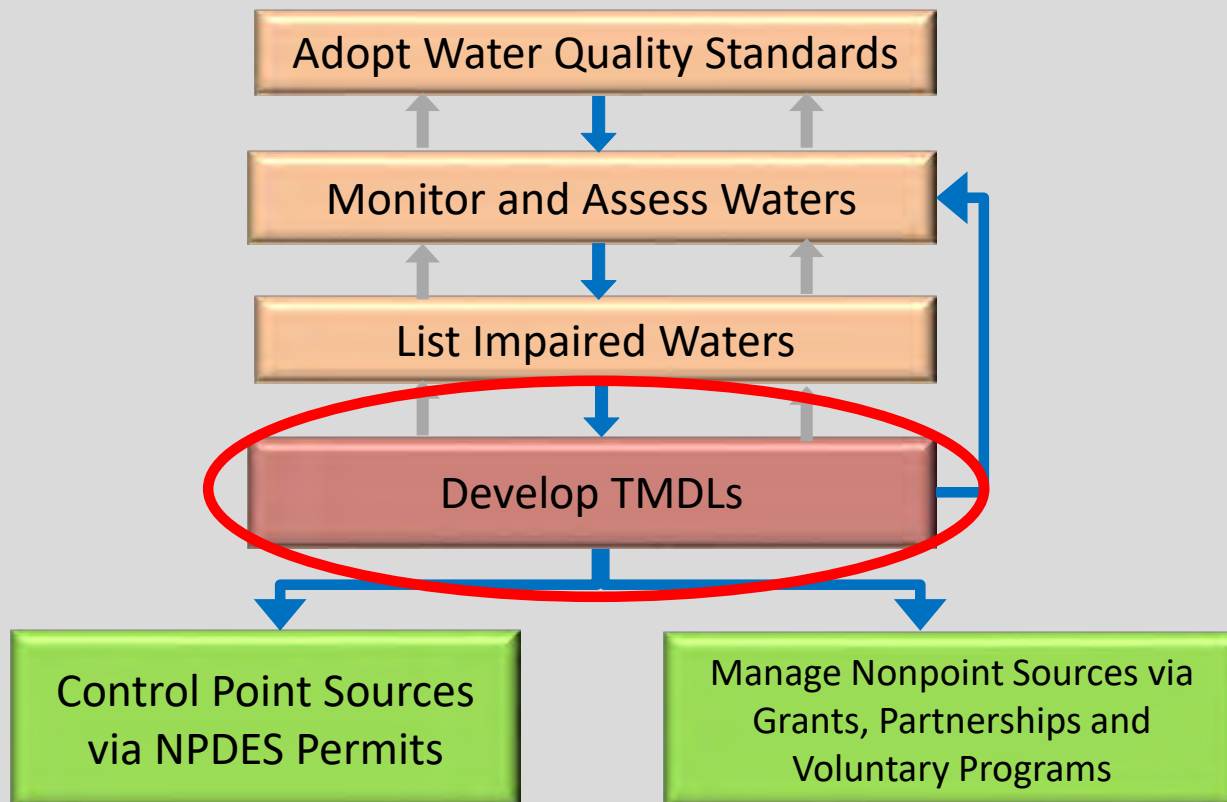 Adopt Water Quality Standards
Monitor and Assess Waters
List Impaired Waters
Develop TMDLs
Control Point Sources
via NPDES Permits
Manage Nonpoint Sources via
Grants, Partnerships and
Voluntary Programs